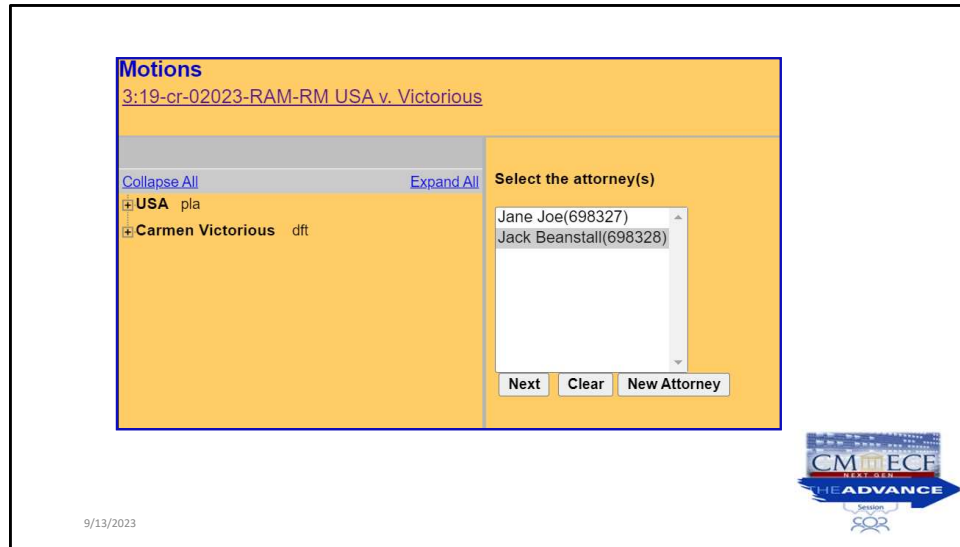 Motions
3:19-cr-02023-RAM-RM USA v. Victorious
Collapse All Expand All
USA pla
Carmen Victorious dft
Select the attorney(s)
Jane Joe(698327)
Jack Beanstall(698328)
Next Clear New Attorney
CM ECF
NEXT GEN
THE ADVANCE
Session
9/13/2023